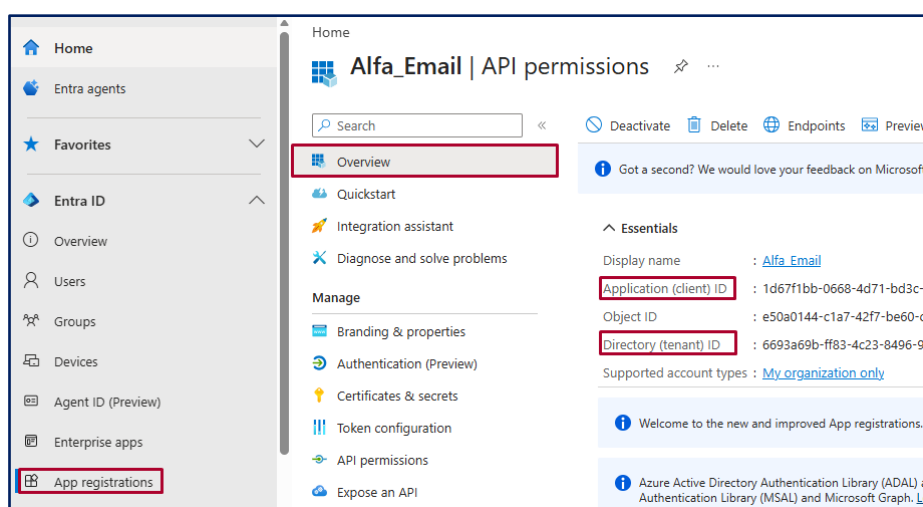 Home
Entra agents
Favorites
Entra ID
Overview
Users
Groups
Devices
Agent ID (Preview)
Enterprise apps
App registrations
Home
Alfa_Email | API permissions
Search
Overview
Quickstart
Integration assistant
Diagnose and solve problems
Manage
Branding & properties
Authentication (Preview)
Certificates & secrets
Token configuration
API permissions
Expose an API
Deactivate Delete Endpoints Preview
Got a second? We would love your feedback on Microsoft
Essentials
Display name : Alfa_Email
Application (client) ID : 1d67f1bb-0668-4d71-bd3c-
Object ID : e50a0144-c1a7-42f7-be60-
Directory (tenant) ID : 6693a69b-ff83-4c23-8496-9
Supported account types : My organization only
Welcome to the new and improved App registrations.
Azure Active Directory Authentication Library (ADAL)
Authentication Library (MSAL) and Microsoft Graph.